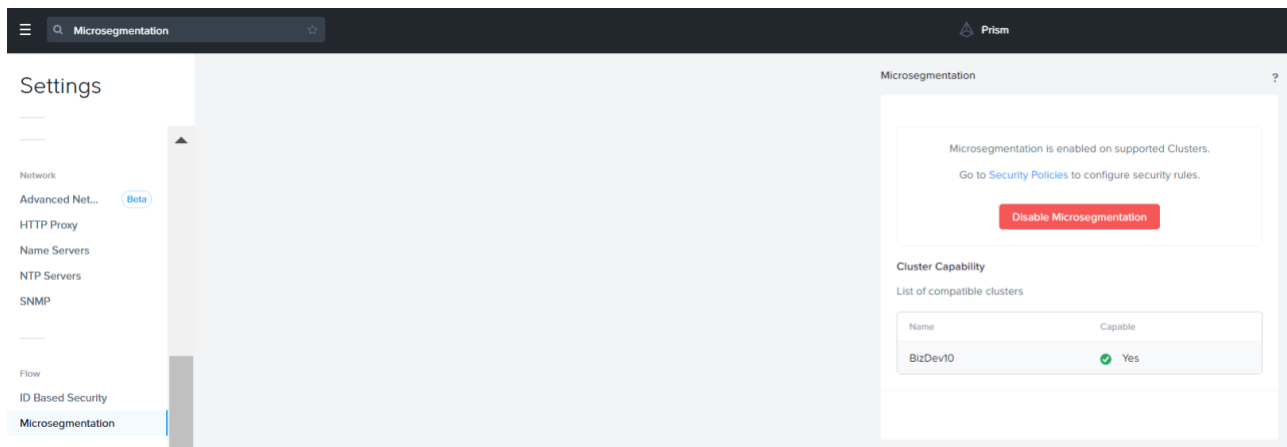 Microsegmentation
Prism
Settings
Network
Advanced Net... Beta
HTTP Proxy
Name Servers
NTP Servers
SNMP
Flow
ID Based Security
Microsegmentation
Microsegmentation ?
Microsegmentation is enabled on supported Clusters.
Go to Security Policies to configure security rules.
Disable Microsegmentation
Cluster Capability
List of compatible clusters
Name Capable
BizDev10 Yes